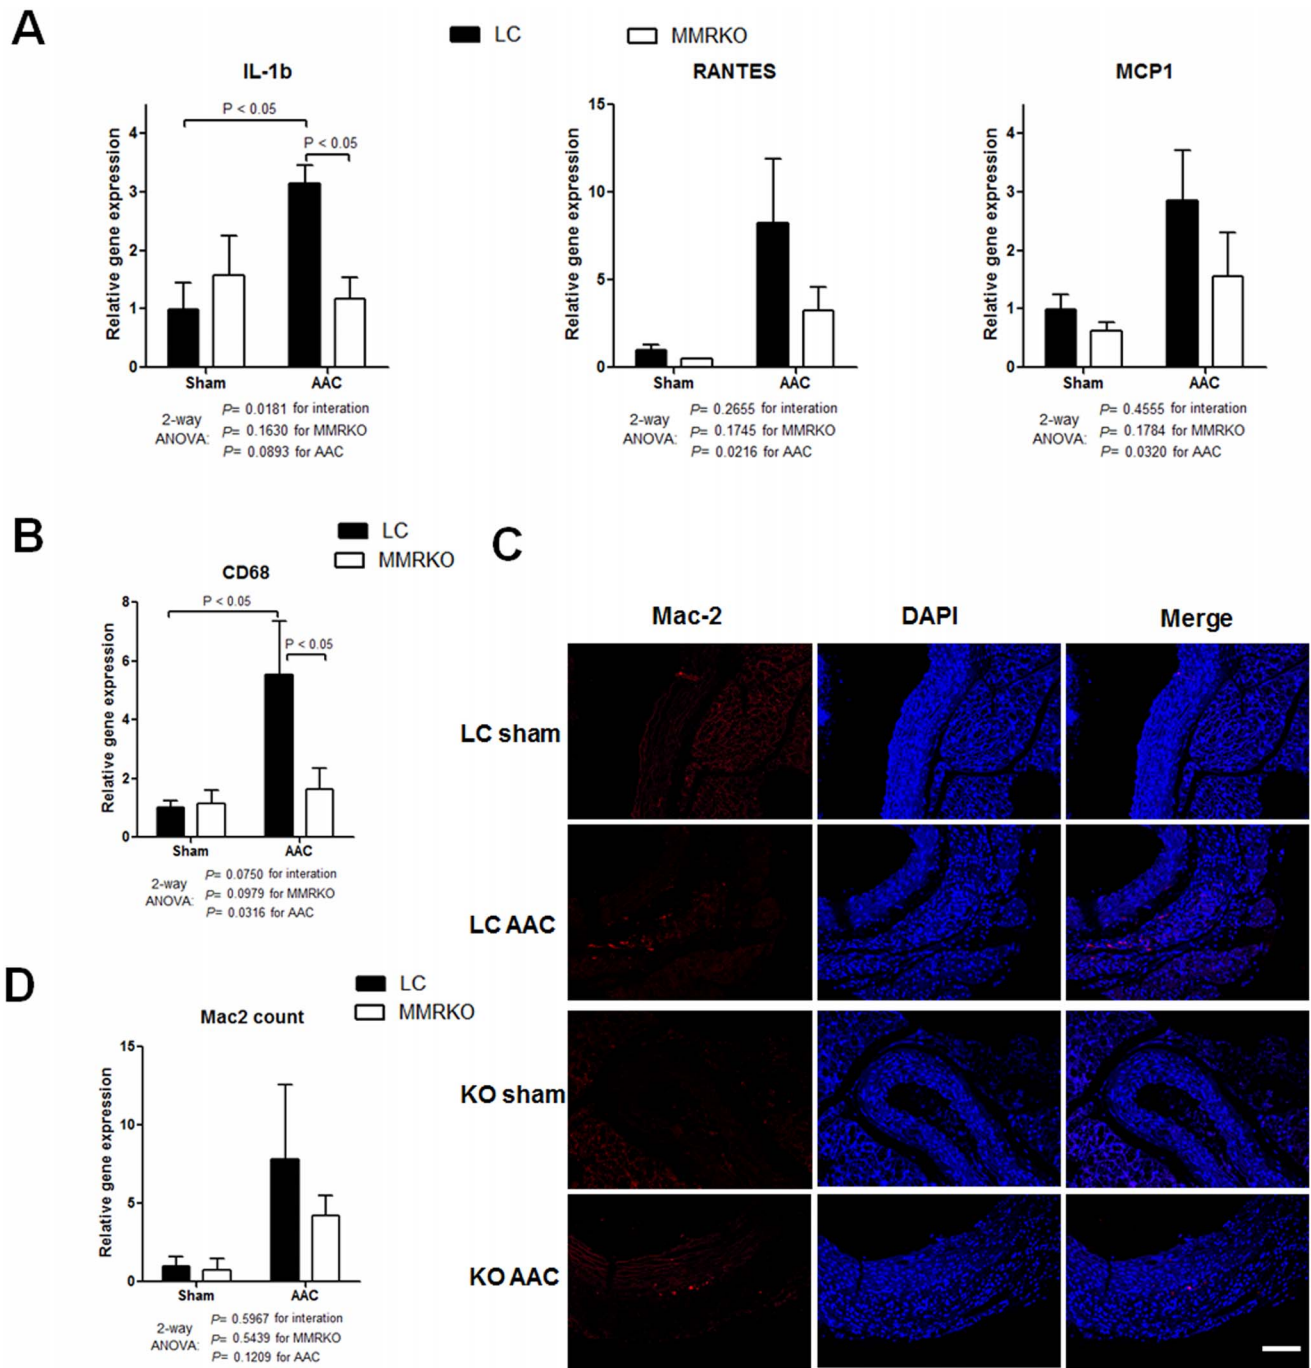 A
LC
MMRKO
IL-1b
Relative gene expression
4
3
2
1
0
P < 0.05
P < 0.05
Sham
AAC
2-way
ANOVA:
P= 0.0181 for interation
P= 0.1630 for MMRKO
P= 0.0893 for AAC
RANTES
Relative gene expression
15
10
5
0
Sham
AAC
2-way
ANOVA:
P= 0.2655 for interation
P= 0.1745 for MMRKO
P= 0.0216 for AAC
MCP1
Relative gene expression
4
3
2
1
0
Sham
AAC
2-way
ANOVA:
P= 0.4555 for interation
P= 0.1784 for MMRKO
P= 0.0320 for AAC
B
LC
MMRKO
CD68
Relative gene expression
8
6
4
2
0
P < 0.05
P < 0.05
Sham
AAC
2-way
ANOVA:
P= 0.0750 for interation
P= 0.0979 for MMRKO
P= 0.0316 for AAC
C
Mac-2
DAPI
Merge
LC sham
LC AAC
KO sham
KO AAC
D
LC
MMRKO
Mac2 count
Relative gene expression
15
10
5
0
Sham
AAC
2-way
ANOVA:
P= 0.5967 for interation
P= 0.5439 for MMRKO
P= 0.1209 for AAC